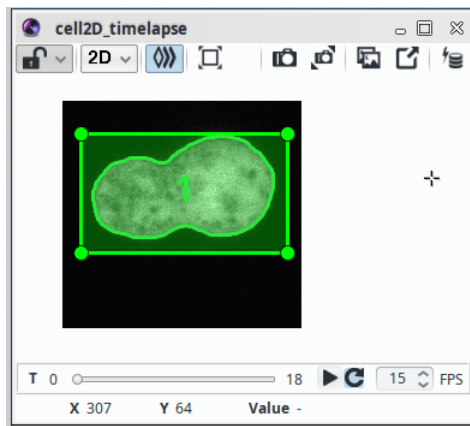 cell2D_timelapse
2D
1
T 0 18 15 FPS
X 307 Y 64 Value -